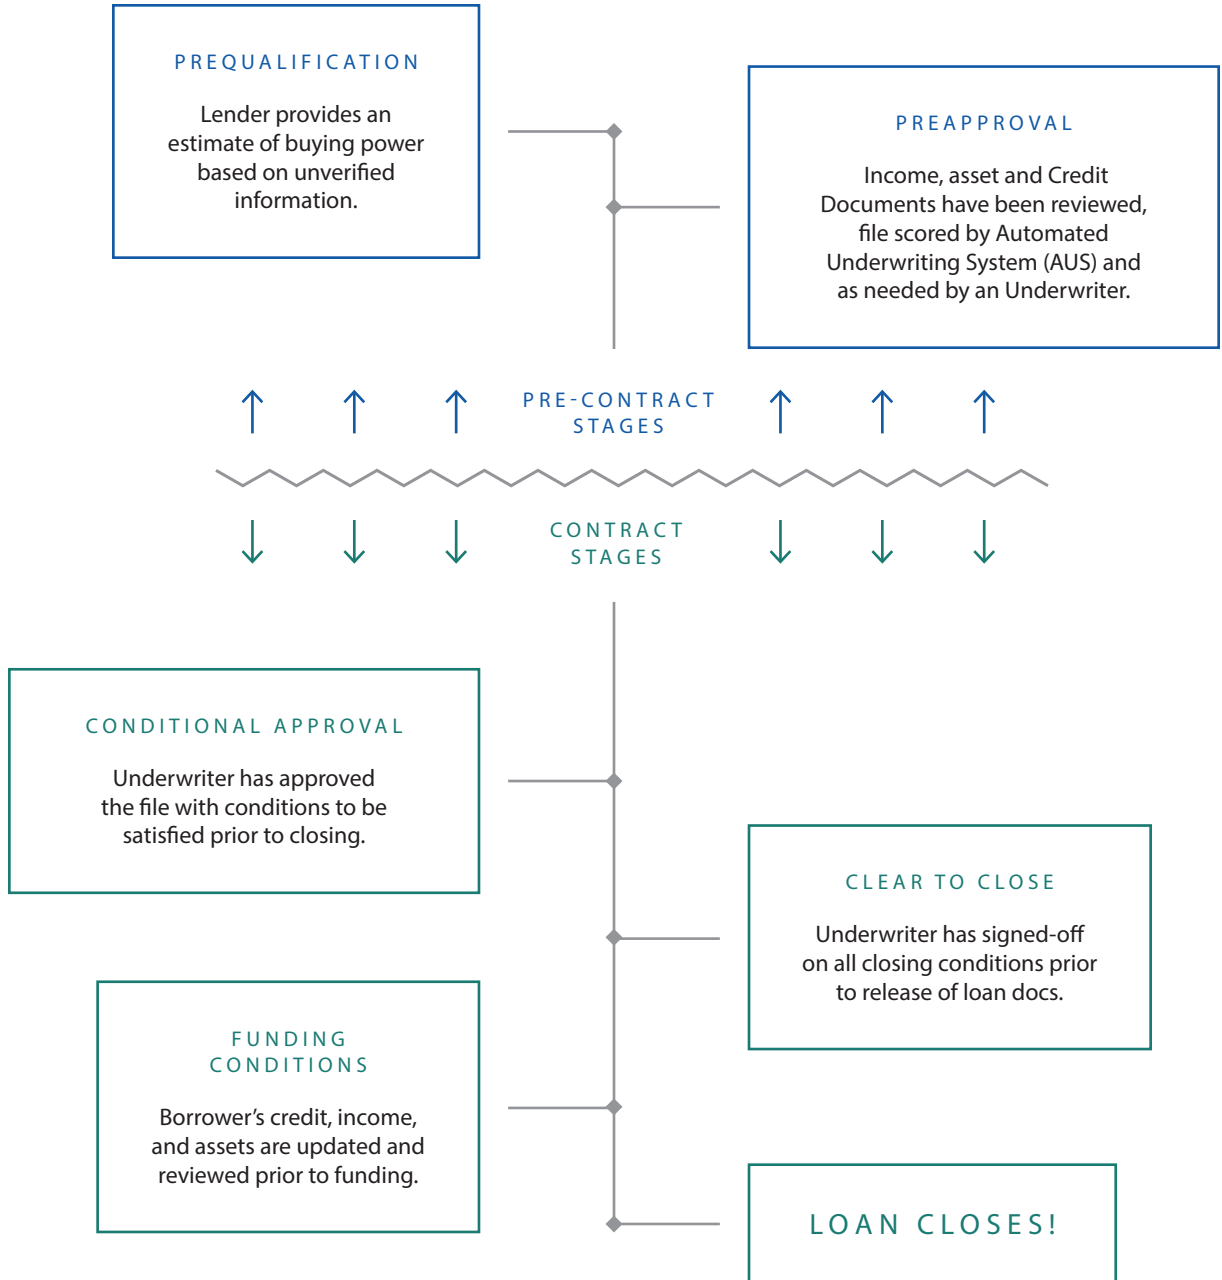 PREQUALIFICATION
Lender provides an
estimate of buying power
based on unverified
information.
PREAPPROVAL
Income, asset and Credit
Documents have been reviewed,
file scored by Automated
Underwriting System (AUS) and
as needed by an Underwriter.
PRE-CONTRACT
STAGES
CONTRACT
STAGES
CONDITIONAL APPROVAL
Underwriter has approved
the file with conditions to be
satisfied prior to closing.
CLEAR TO CLOSE
Underwriter has signed-off
on all closing conditions prior
to release of loan docs.
FUNDING
CONDITIONS
Borrower’s credit, income,
and assets are updated and
reviewed prior to funding.
LOAN CLOSES!